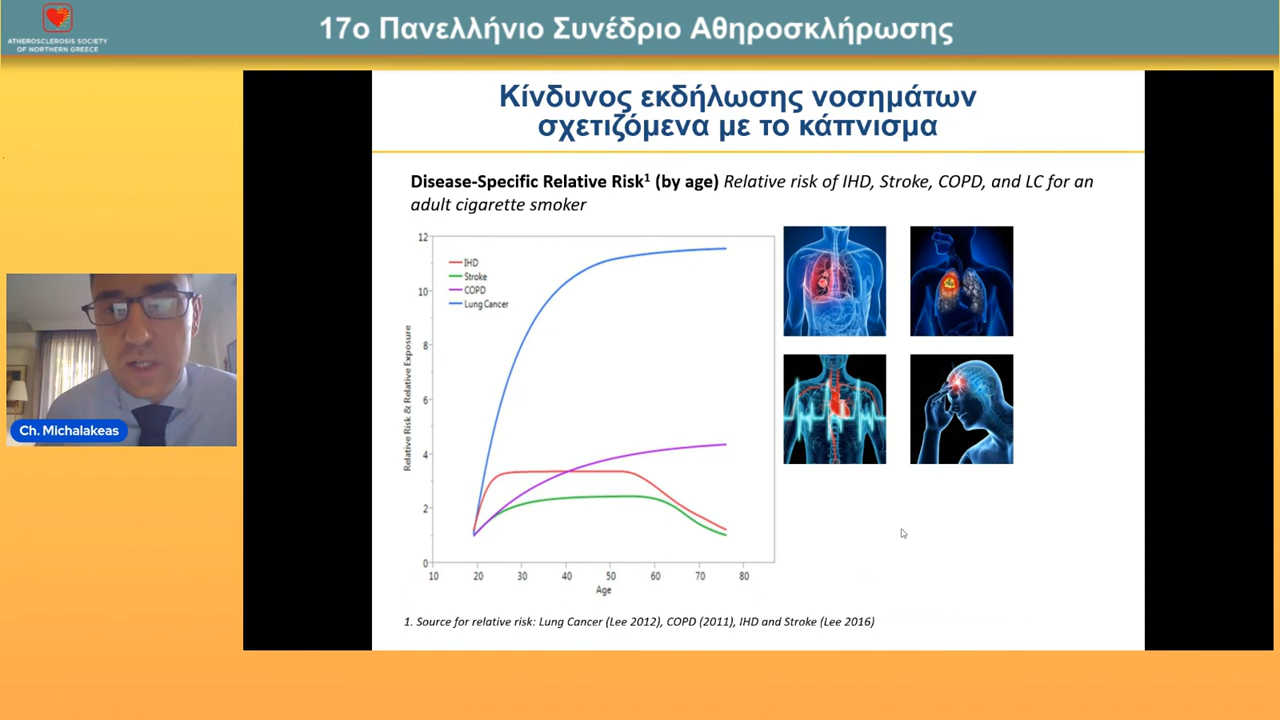 17ο Πανελλήνιο Συνέδριο Αθηροσκλήρωσης
ATHEROSCLEROSIS SOCIETY
OF NORTHERN GREECE
Κίνδυνος εκδήλωσης νοσημάτων
σχετιζόμενα με το κάπνισμα
Disease-Specific Relative Risk1 (by age) Relative risk of IHD, Stroke, COPD, and LC for an
adult cigarette smoker
12
10
8
6
4
2
0
Relative Risk & Relative Exposure
IHD
Stroke
COPD
Lung Cancer
10 20 30 40 50 60 70 80
Age
Ch. Michalakeas
1. Source for relative risk: Lung Cancer (Lee 2012), COPD (2011), IHD and Stroke (Lee 2016)